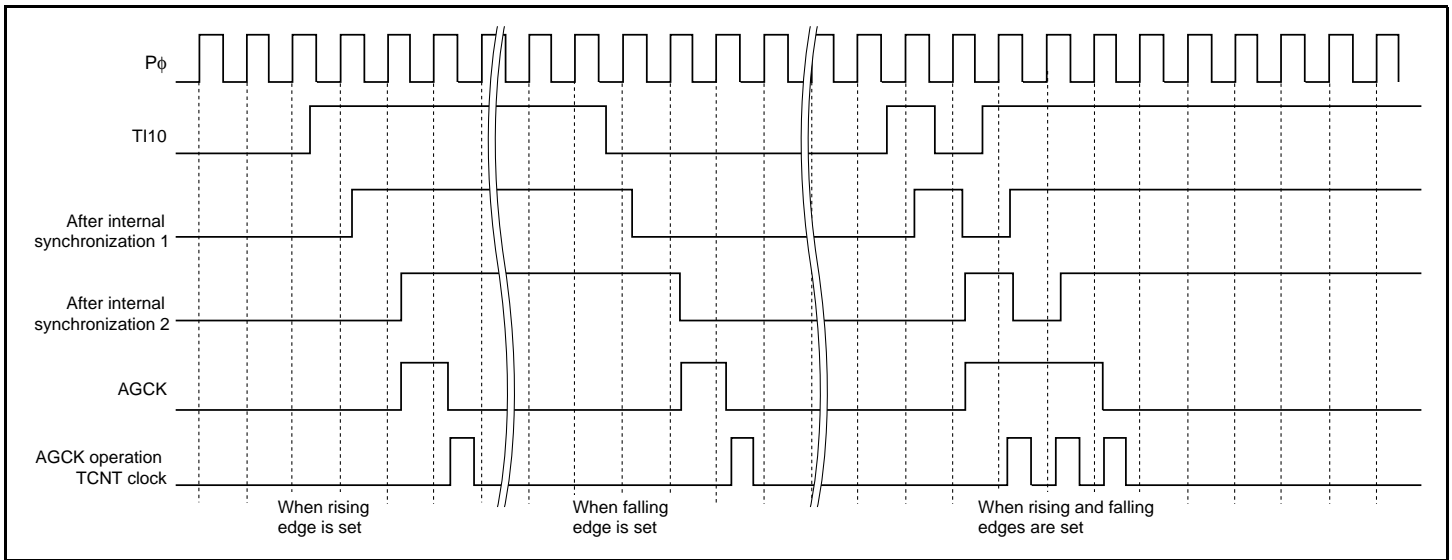 Pϕ
TI10
After internal
synchronization 1
After internal
synchronization 2
AGCK
AGCK operation
TCNT clock
When rising
edge is set
When falling
edge is set
When rising and falling
edges are set